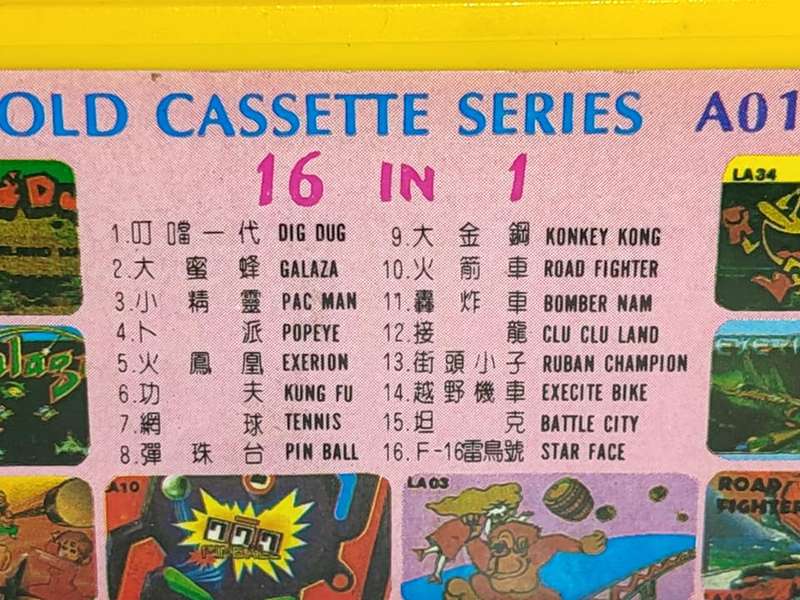 OLD CASSETTE SERIES A01
16 IN 1
1.叮噹一代 DIG DUG
2.大蜜蜂 GALAZA
3.小精靈 PAC MAN
4.卜派 POPEYE
5.火鳳凰 EXERION
6.功夫 KUNG FU
7.網球 TENNIS
8.彈珠台 PIN BALL
9.大金鋼 KONKEY KONG
10.火箭車 ROAD FIGHTER
11.轟炸車 BOMBER NAM
12.接龍 CLU CLU LAND
13.街頭小子 RUBAN CHAMPION
14.越野機車 EXECITE BIKE
15.坦克 BATTLE CITY
16.F-16雷鳥號 STAR FACE
LA34
A10
777
PINBALL
LA03
ROAD
FIGHTER